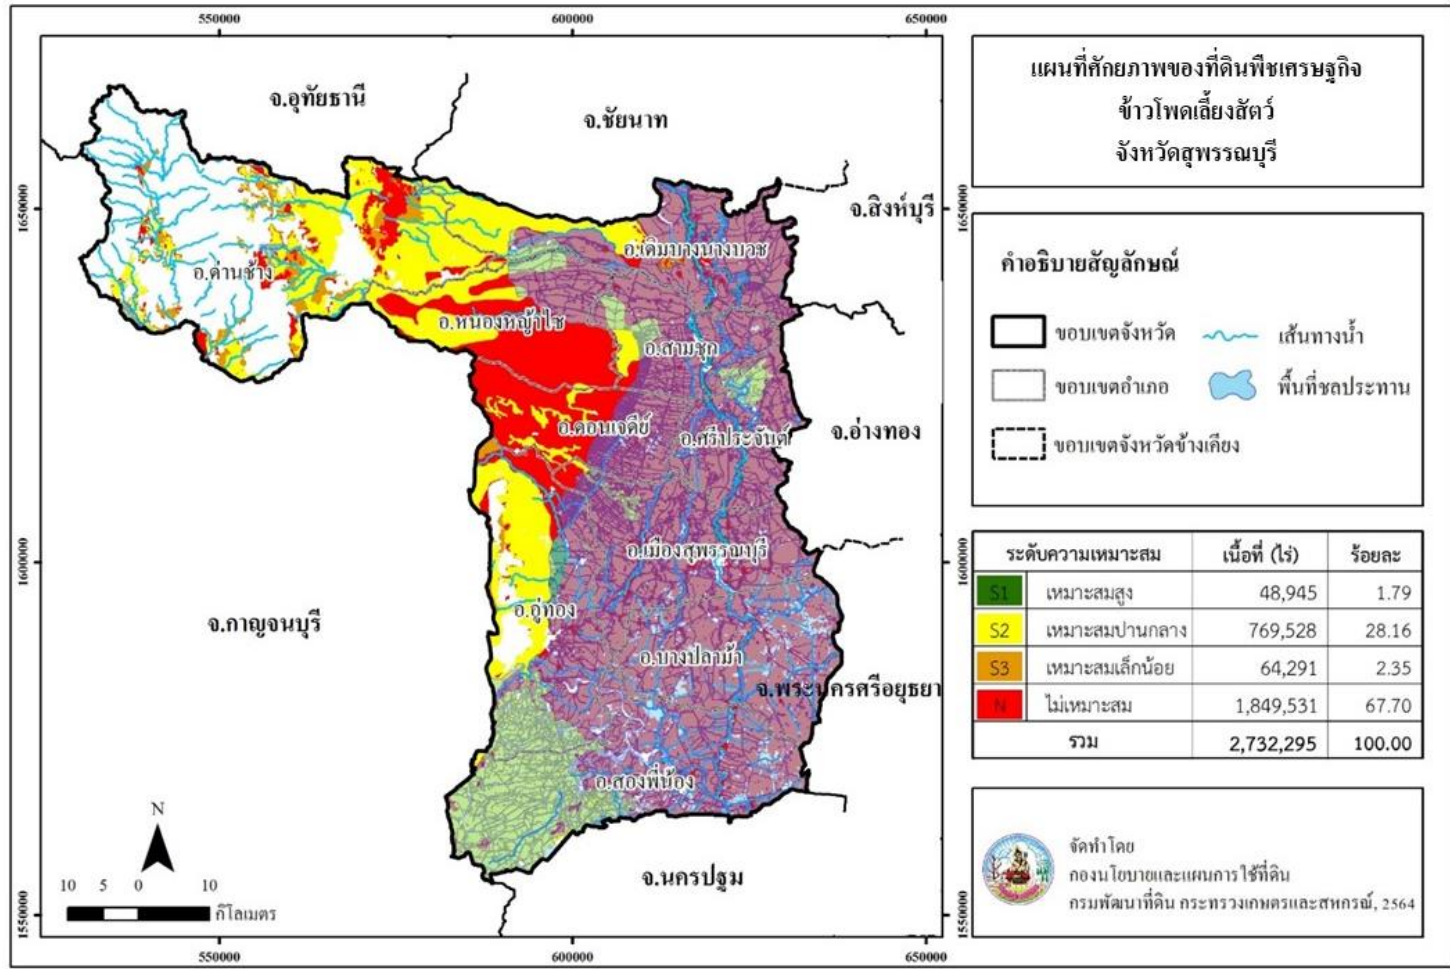 550000
600000
650000
แผนที่ศักยภาพของที่ดินพืชเศรษฐกิจ
ข้าวโพดเลี้ยงสัตว์
จังหวัดสุพรรณบุรี
จ.อุทัยธานี
จ.ชัยนาท
จ.สิงห์บุรี
1650000
1650000
อ.เดิมบางนางบวช
อ.ด่านช้าง
อ.หนองหญ้าไซ
อ.สามชุก
อ.ดอนเจดีย์
อ.ศรีประจันต์
จ.อ่างทอง
อ.เมืองสุพรรณบุรี
1600000
1600000
อ.อู่ทอง
จ.กาญจนบุรี
อ.บางปลาม้า
จ.พระนครศรีอยุธยา
อ.สองพี่น้อง
จ.นครปฐม
N
10 5 0 10
กิโลเมตร
1550000
1550000
550000
600000
650000
คำอธิบายสัญลักษณ์
ขอบเขตจังหวัด
เส้นทางน้ำ
ขอบเขตอำเภอ
พื้นที่ชลประทาน
ขอบเขตจังหวัดข้างเคียง
ระดับความเหมาะสม เนื้อที่ (ไร่) ร้อยละ
S1 เหมาะสมสูง 48,945 1.79
S2 เหมาะสมปานกลาง 769,528 28.16
S3 เหมาะสมเล็กน้อย 64,291 2.35
N ไม่เหมาะสม 1,849,531 67.70
รวม 2,732,295 100.00
จัดทำโดย
กองนโยบายและแผนการใช้ที่ดิน
กรมพัฒนาที่ดิน กระทรวงเกษตรและสหกรณ์, 2564